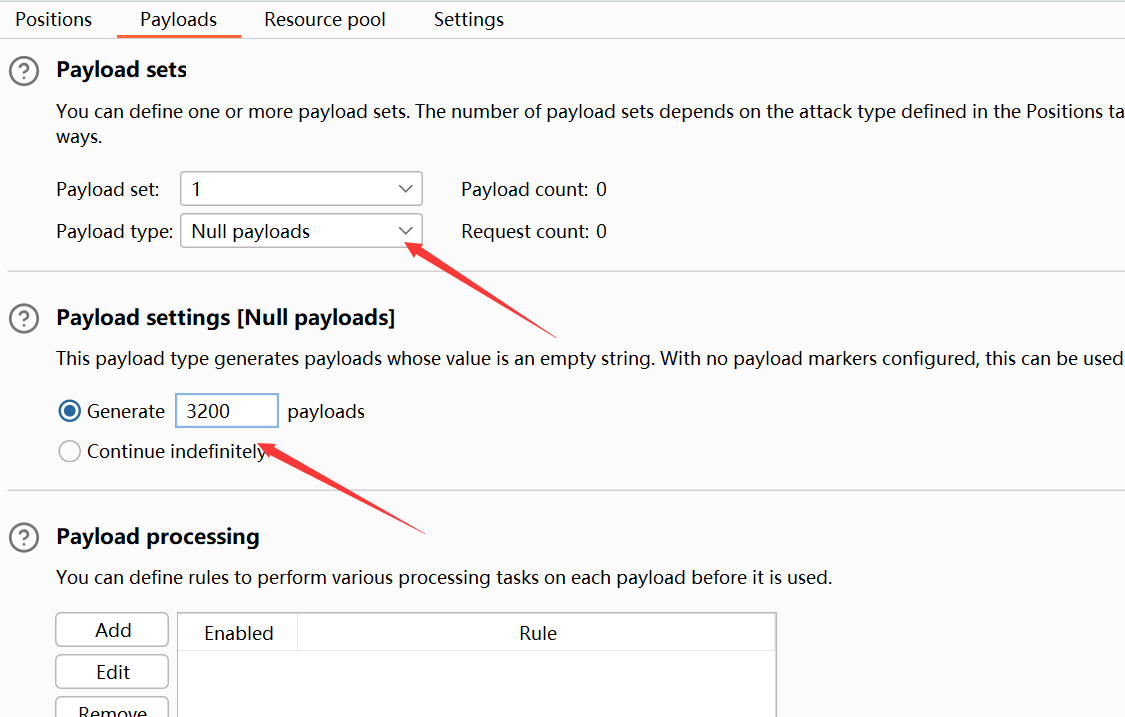 Positions Payloads Resource pool Settings
Payload sets
You can define one or more payload sets. The number of payload sets depends on the attack type defined in the Positions ta
ways.
Payload set: 1 Payload count: 0
Payload type: Null payloads Request count: 0
Payload settings [Null payloads]
This payload type generates payloads whose value is an empty string. With no payload markers configured, this can be used
Generate 3200 payloads
Continue indefinitely
Payload processing
You can define rules to perform various processing tasks on each payload before it is used.
Add Enabled Rule
Edit
Remove